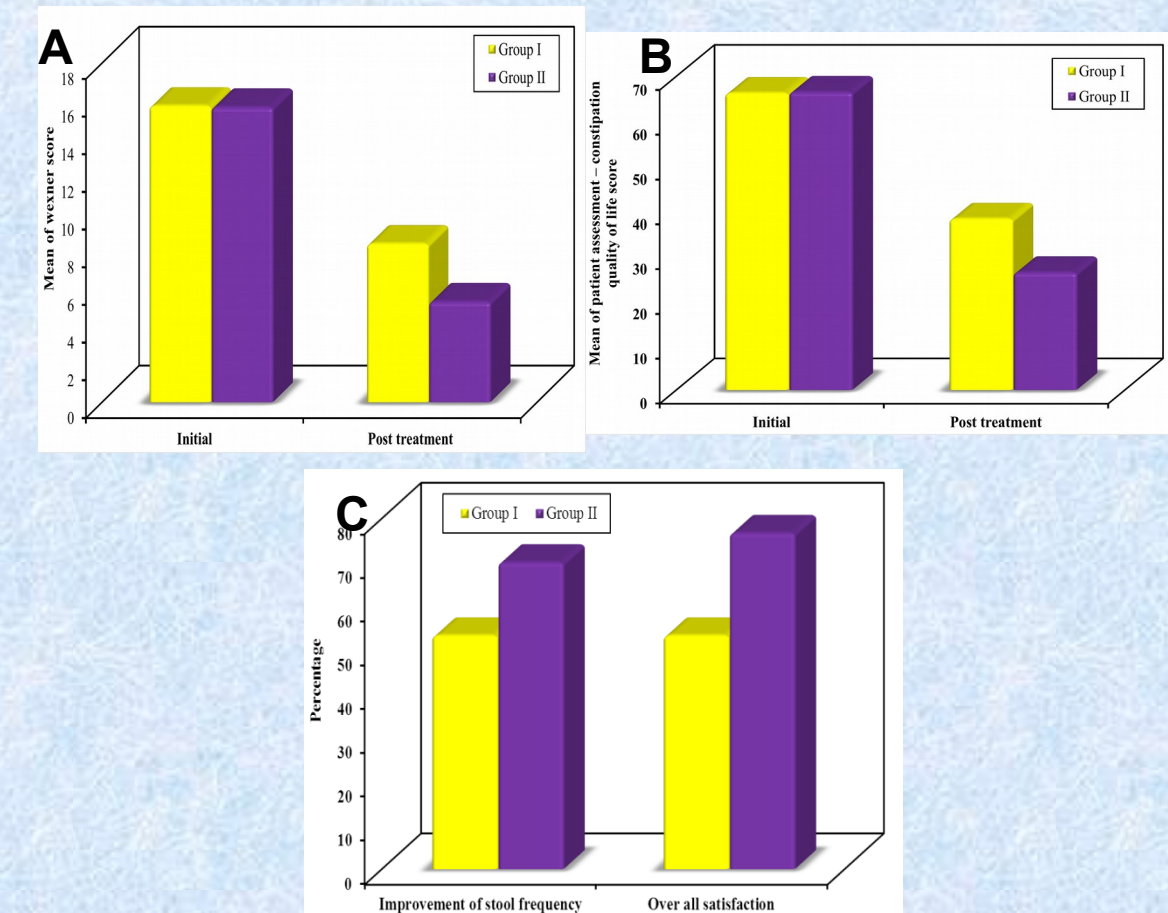 A
Group I
Group II
Mean of wexner score
18
16
14
12
10
8
6
4
2
0
Initial Post treatment
B
Group I
Group II
Mean of patient assessment – constipation
quality of life score
70
60
50
40
30
20
10
0
Initial Post treatment
C
Group I Group II
Percentage
80
70
60
50
40
30
20
10
0
Improvement of stool frequency Over all satisfaction